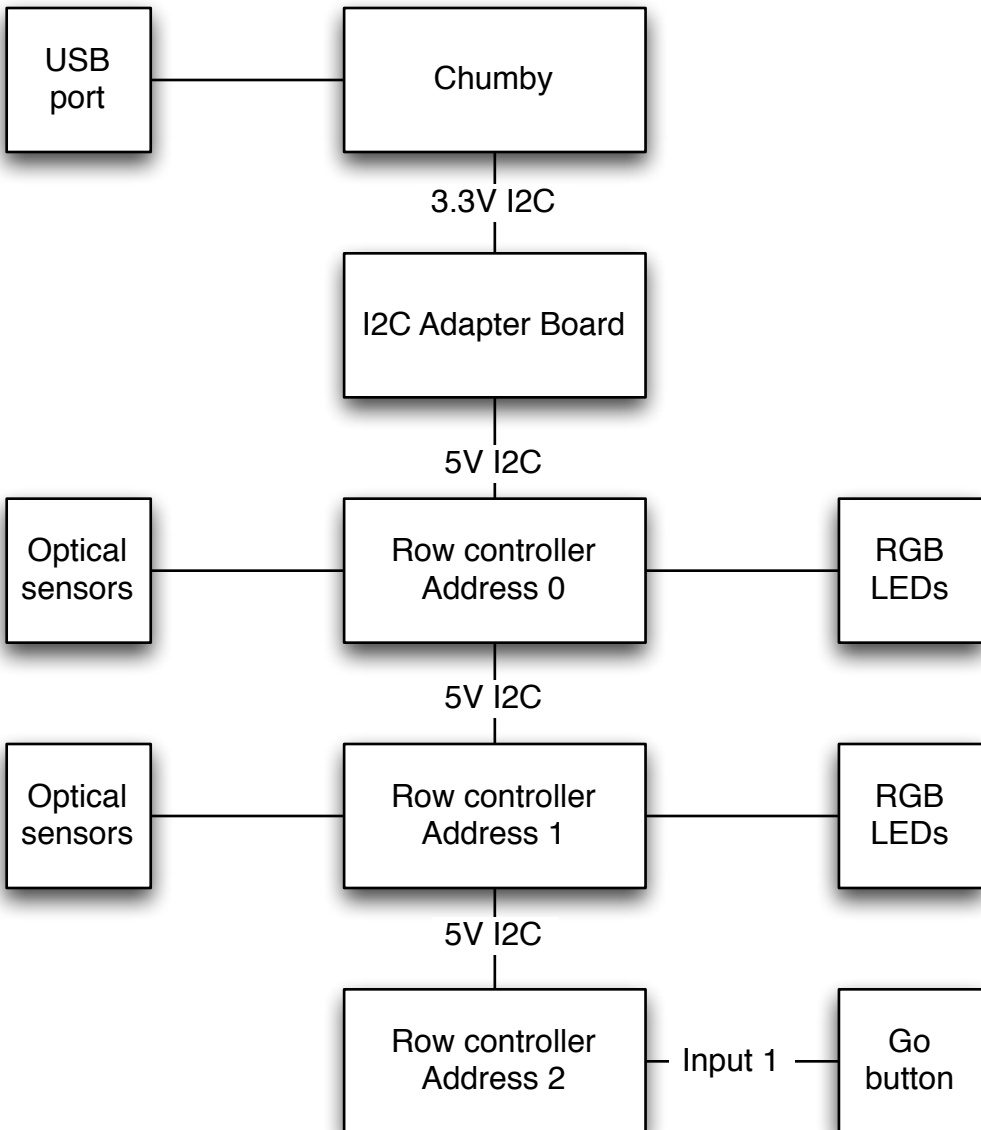 USB
port
Chumby
3.3V I2C
I2C Adapter Board
5V I2C
Optical
sensors
Row controller
Address 0
RGB
LEDs
5V I2C
Optical
sensors
Row controller
Address 1
RGB
LEDs
5V I2C
Row controller
Address 2
Input 1
Go
button